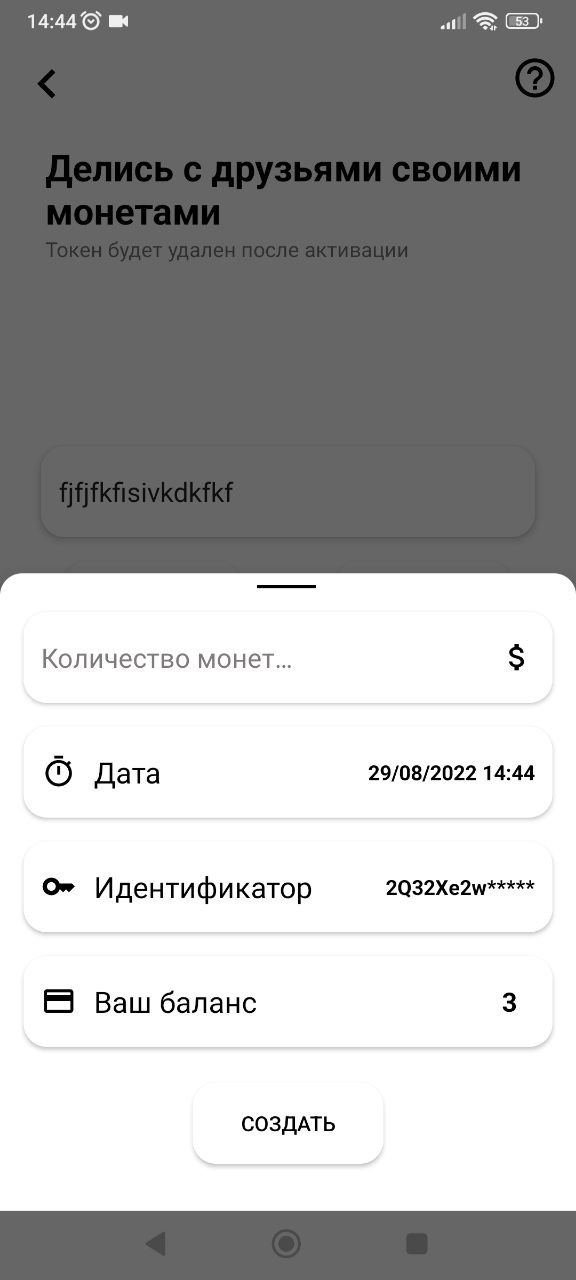 14:44
53
Делись с друзьями своими
монетами
Токен будет удален после активации
fjfjfkfisivkdkfkf
Количество монет...
$
Дата
29/08/2022 14:44
Идентификатор
2Q32Xe2w*****
Ваш баланс
3
СОЗДАТЬ